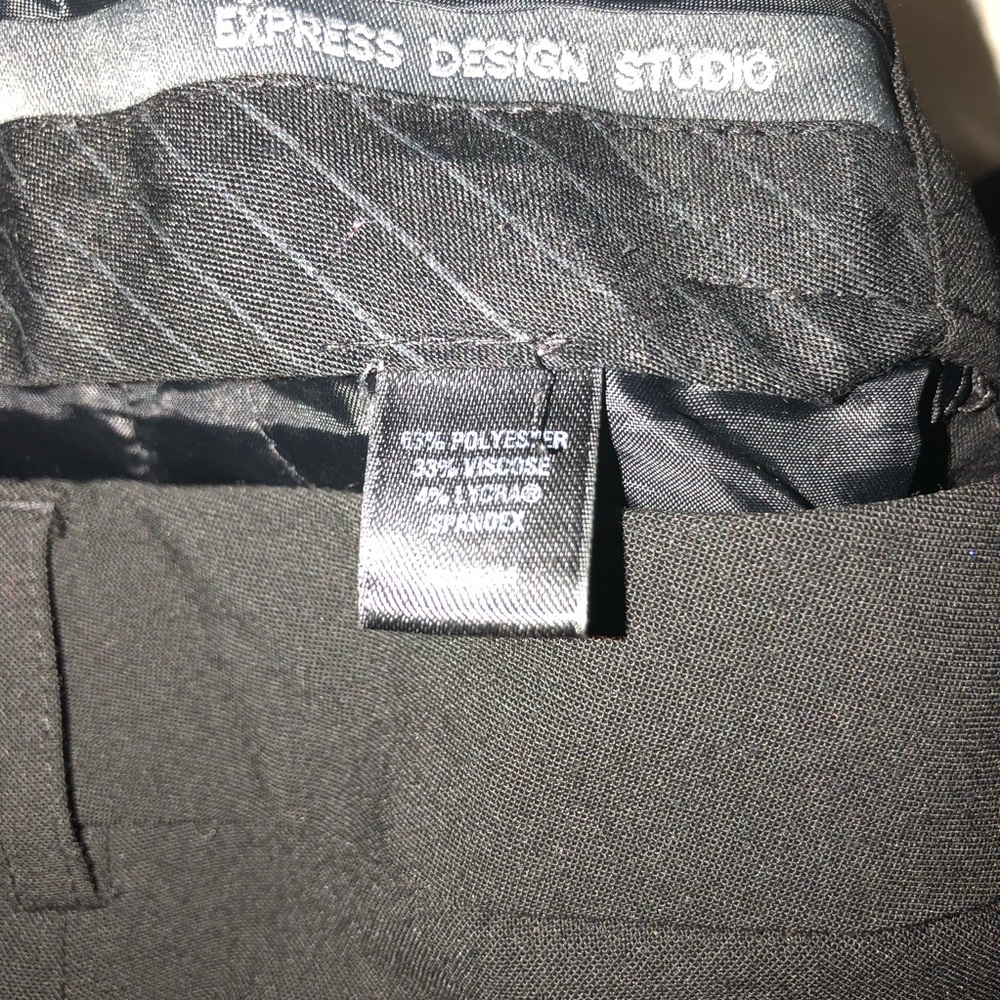 EXPRESS DESIGN STUDIO
63% POLYESTER
33% VISCOSE
4% LYCRA®
SPANDEX